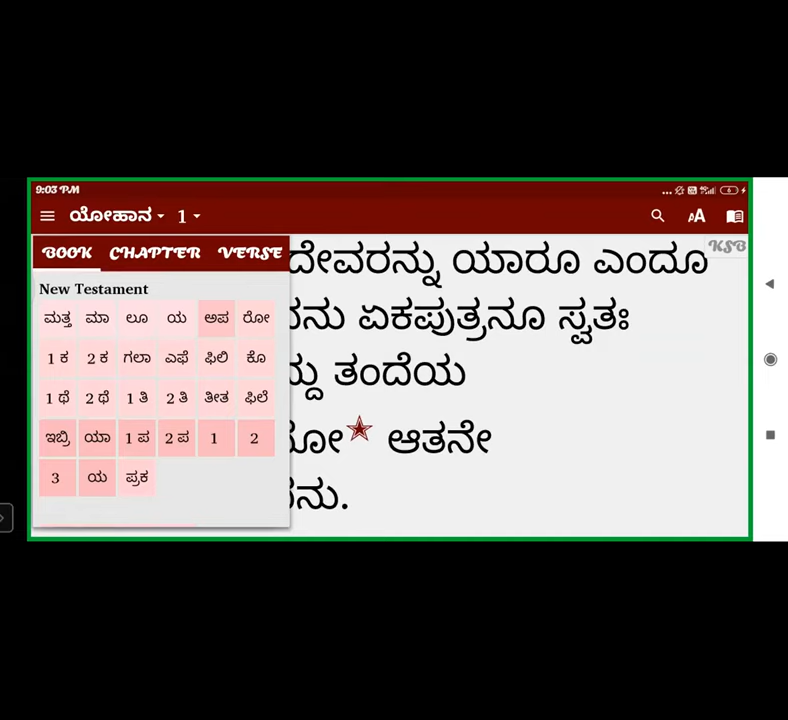 9:03 PM
ಯೋಹಾನ 1
BOOK CHAPTER VERSE
KSB
New Testament
ಮತ್ತ ಮಾ ಲೂ ಯ ಅಪ ರೋ
1 ಕ 2 ಕ ಗಲಾ ಎಫೆ ಫಿಲಿ ಕೊ
1 ಥೆ 2 ಥೆ 1 ತಿ 2 ತಿ ತೀತ ಫಿಲೆ
ಇಬ್ರಿ ಯಾ 1 ಪ 2 ಪ 1 2
3 ಯ ಪ್ರಕ
ದೇವರನ್ನು ಯಾರೂ ಎಂದೂ
ಏಕಪುತ್ರನೂ ಸ್ವತಃ
ತಂದೆಯ
ಆತನೇ